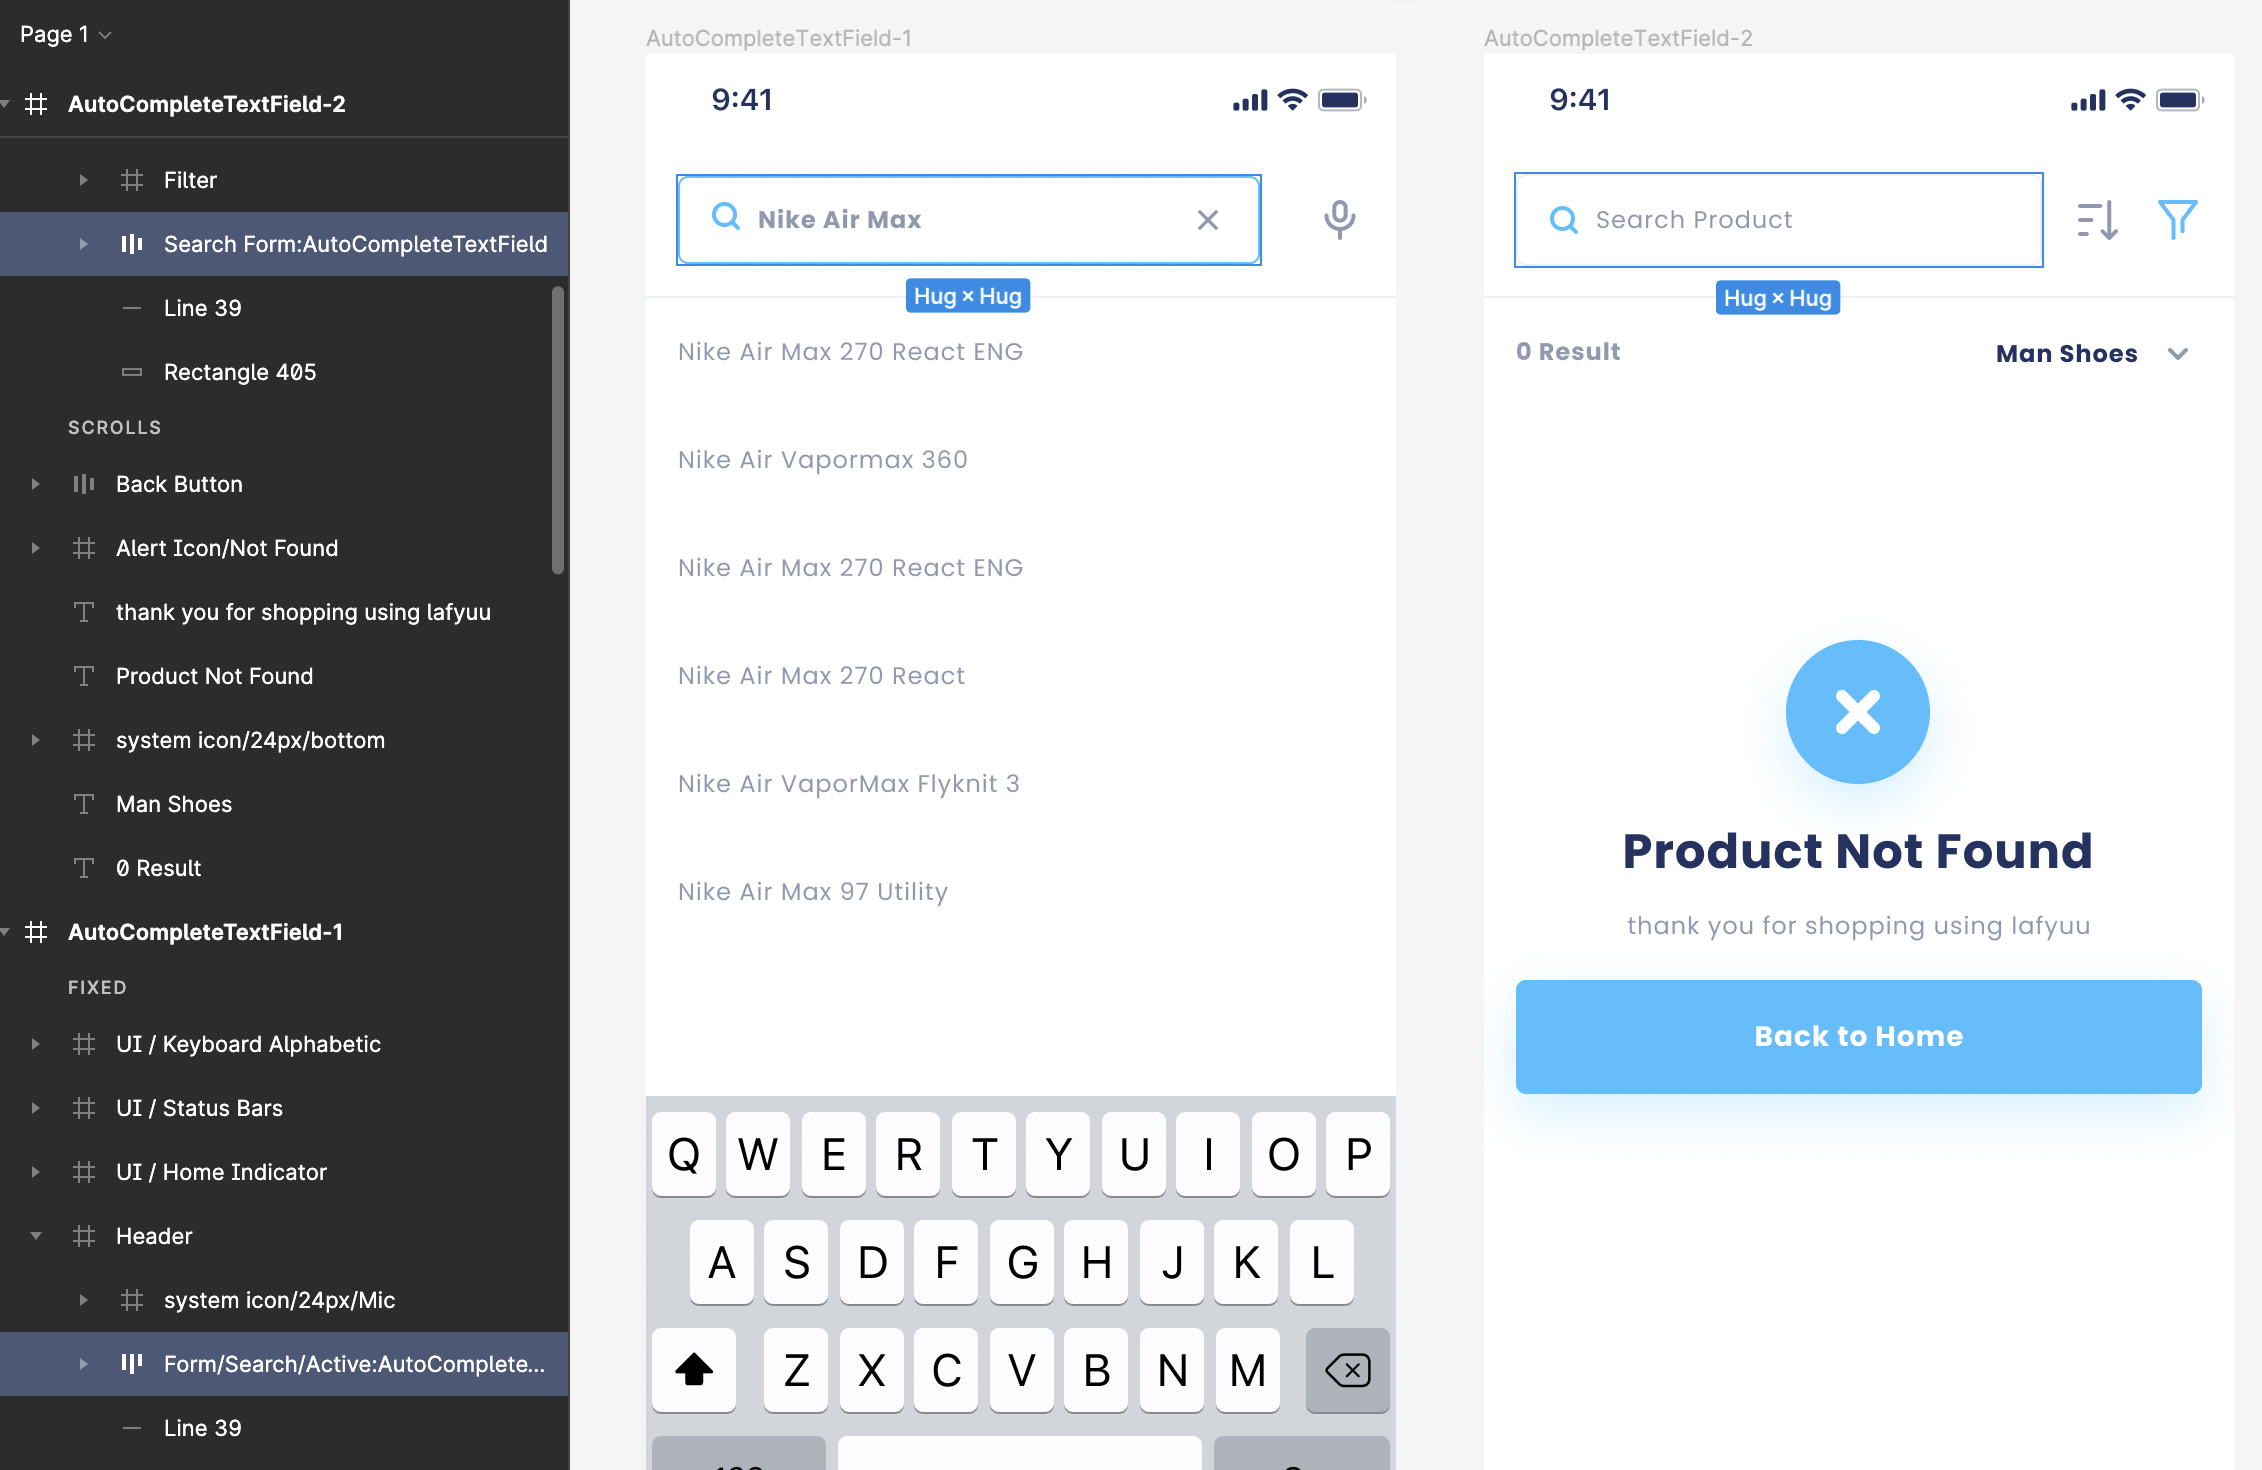 Page 1
AutoCompleteTextField-2
Filter
Search Form:AutoCompleteTextField
Line 39
Rectangle 405
SCROLLS
Back Button
Alert Icon/Not Found
thank you for shopping using lafyuu
Product Not Found
system icon/24px/bottom
Man Shoes
0 Result
AutoCompleteTextField-1
FIXED
UI / Keyboard Alphabetic
UI / Status Bars
UI / Home Indicator
Header
system icon/24px/Mic
Form/Search/Active:AutoComplete...
Line 39
AutoCompleteTextField-1
9:41
Nike Air Max
Hug × Hug
Nike Air Max 270 React ENG
Nike Air Vapormax 360
Nike Air Max 270 React ENG
Nike Air Max 270 React
Nike Air VaporMax Flyknit 3
Nike Air Max 97 Utility
Q W E R T Y U I O P
A S D F G H J K L
Z X C V B N M
AutoCompleteTextField-2
9:41
Search Product
Hug × Hug
0 Result
Man Shoes
Product Not Found
thank you for shopping using lafyuu
Back to Home